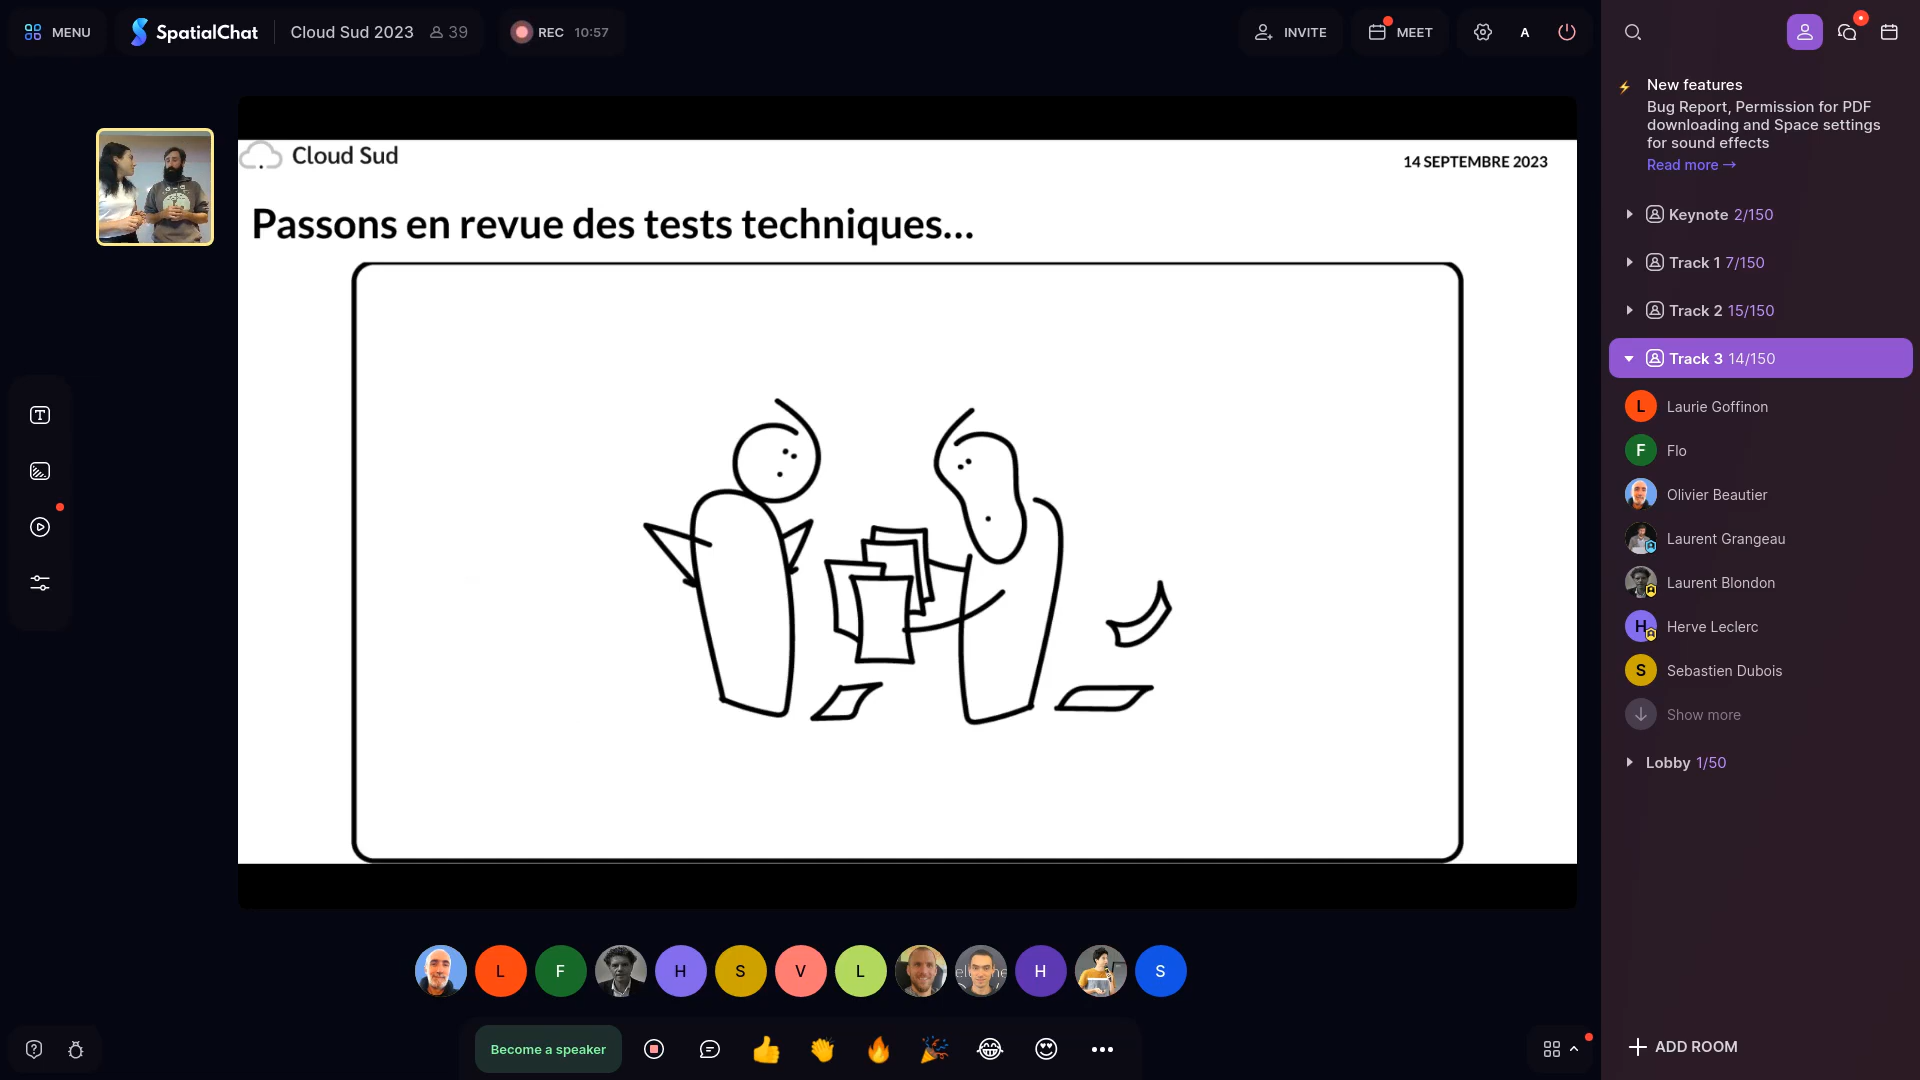 MENU
SpatialChat
Cloud Sud 2023
39
REC 10:57
INVITE
MEET
A
New features
Bug Report, Permission for PDF
downloading and Space settings
for sound effects
Read more →
Cloud Sud
14 SEPTEMBRE 2023
Passons en revue des tests techniques...
Keynote 2/150
Track 1 7/150
Track 2 15/150
Track 3 14/150
L Laurie Goffinon
F Flo
Olivier Beautier
Laurent Grangeau
Laurent Blondon
H Herve Leclerc
S Sebastien Dubois
Show more
Lobby 1/50
L F H S V L H S
Become a speaker
ADD ROOM